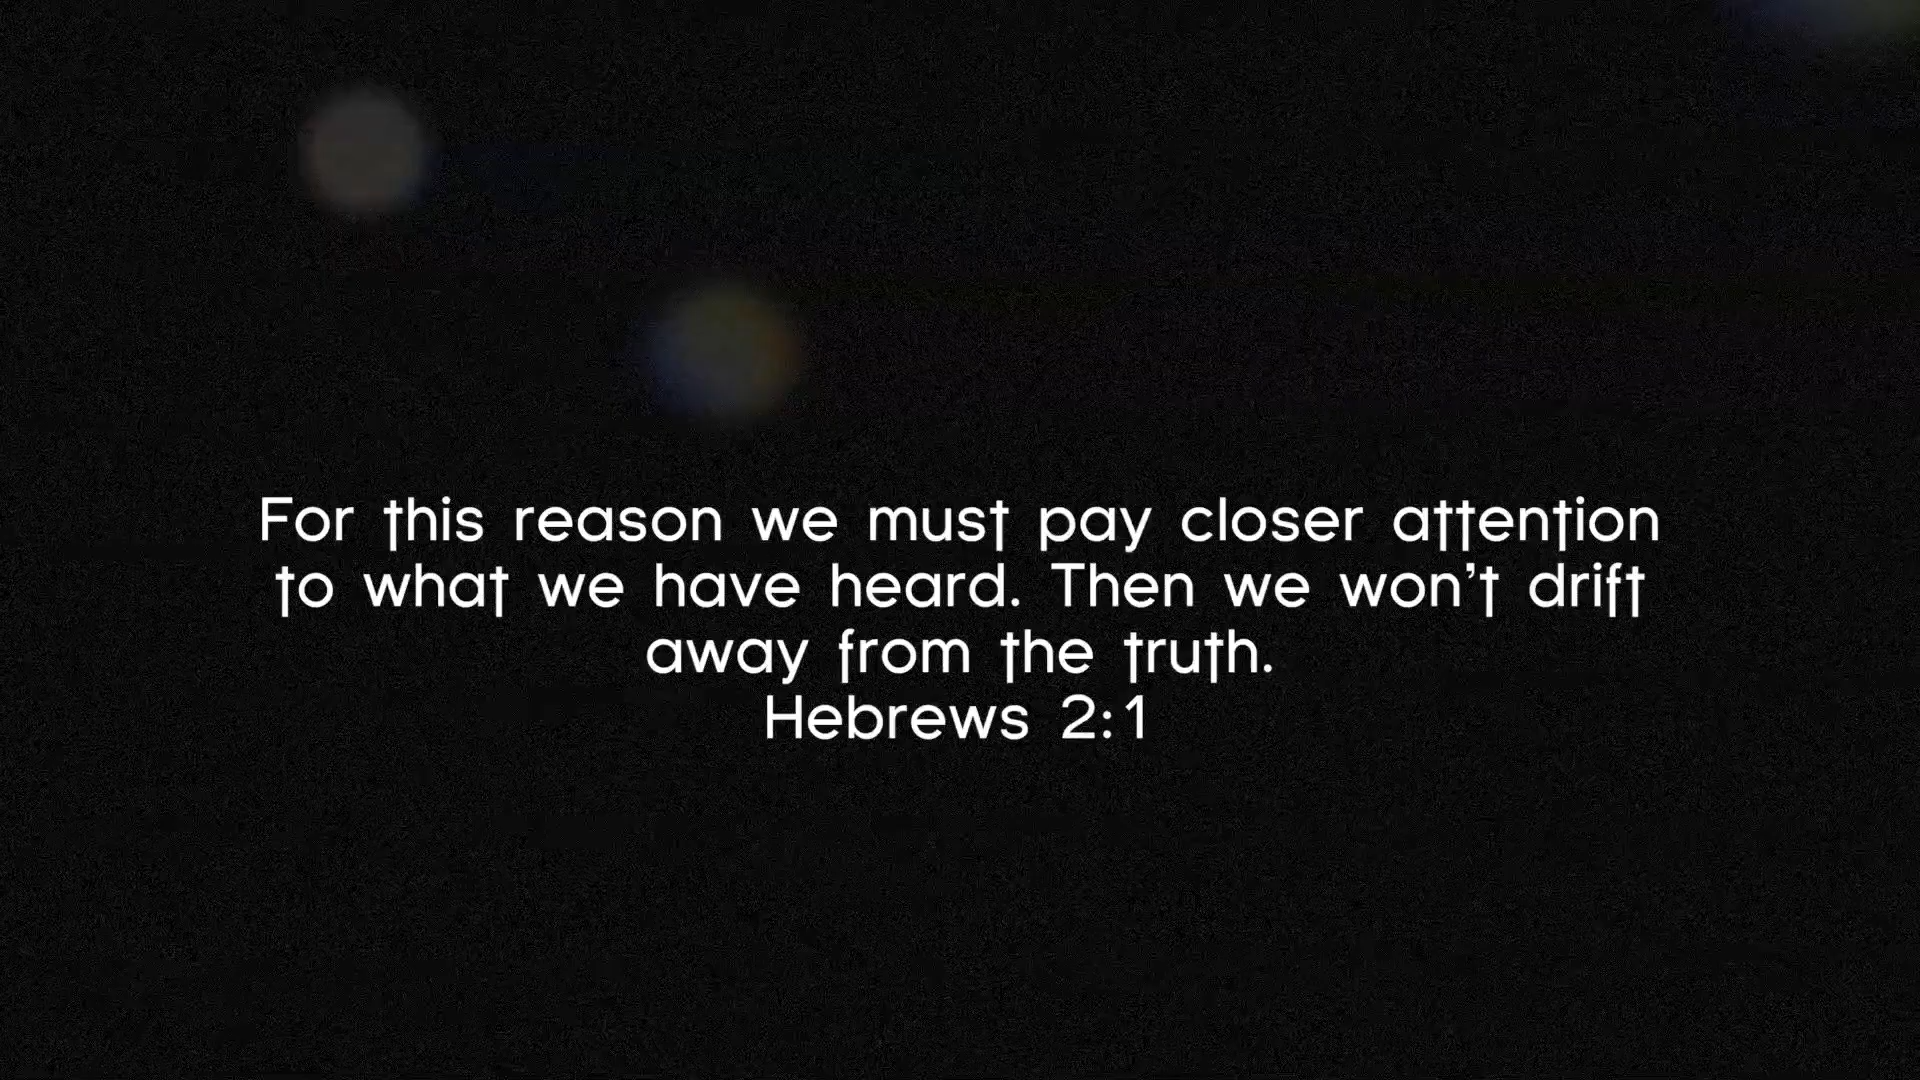 For this reason we must pay closer attention
to what we have heard. Then we won’t drift
away from the truth.
Hebrews 2:1